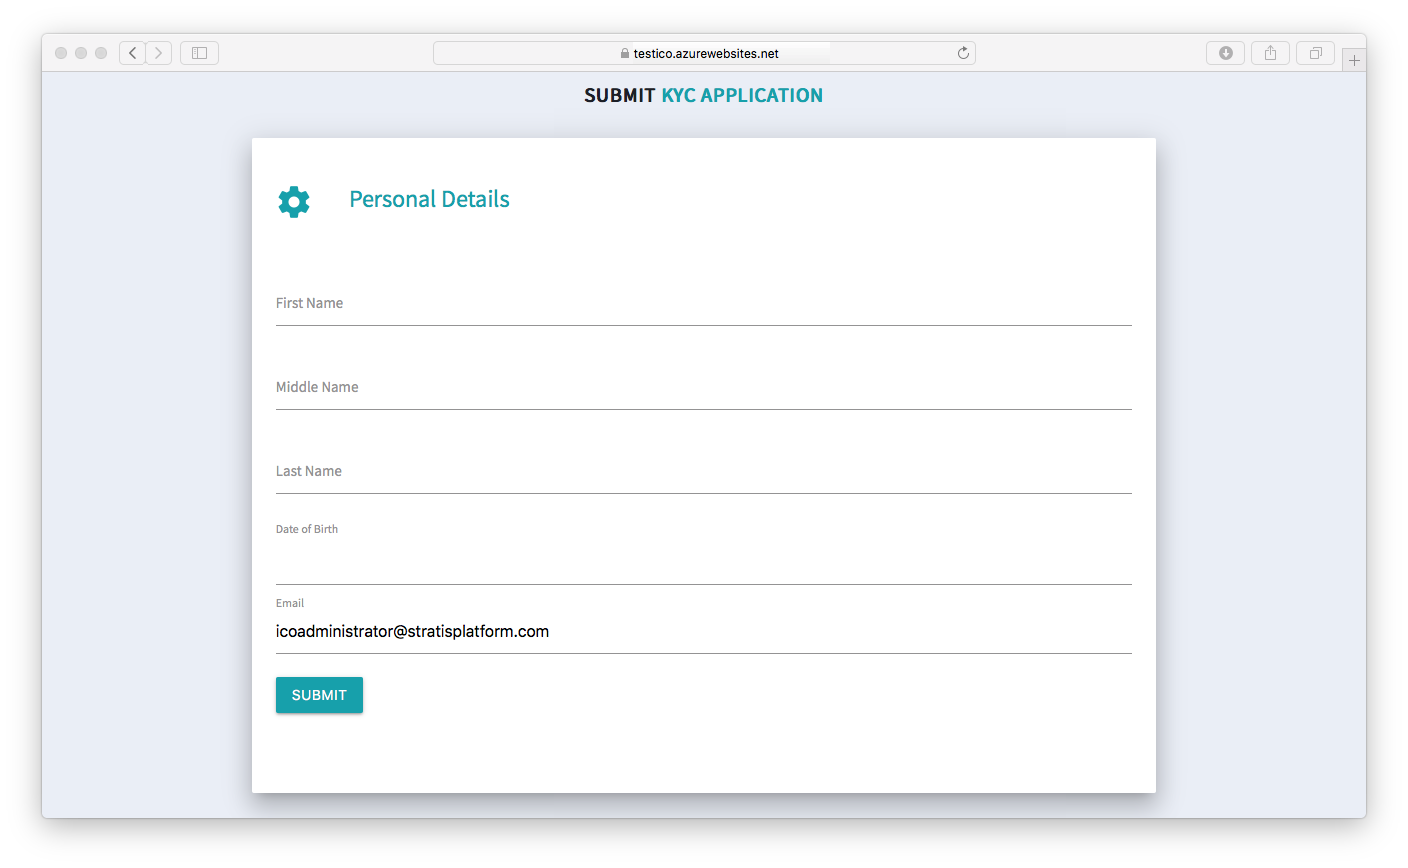 testico.azurewebsites.net
SUBMIT KYC APPLICATION
Personal Details
First Name
Middle Name
Last Name
Date of Birth
Email
icoadministrator@stratisplatform.com
SUBMIT